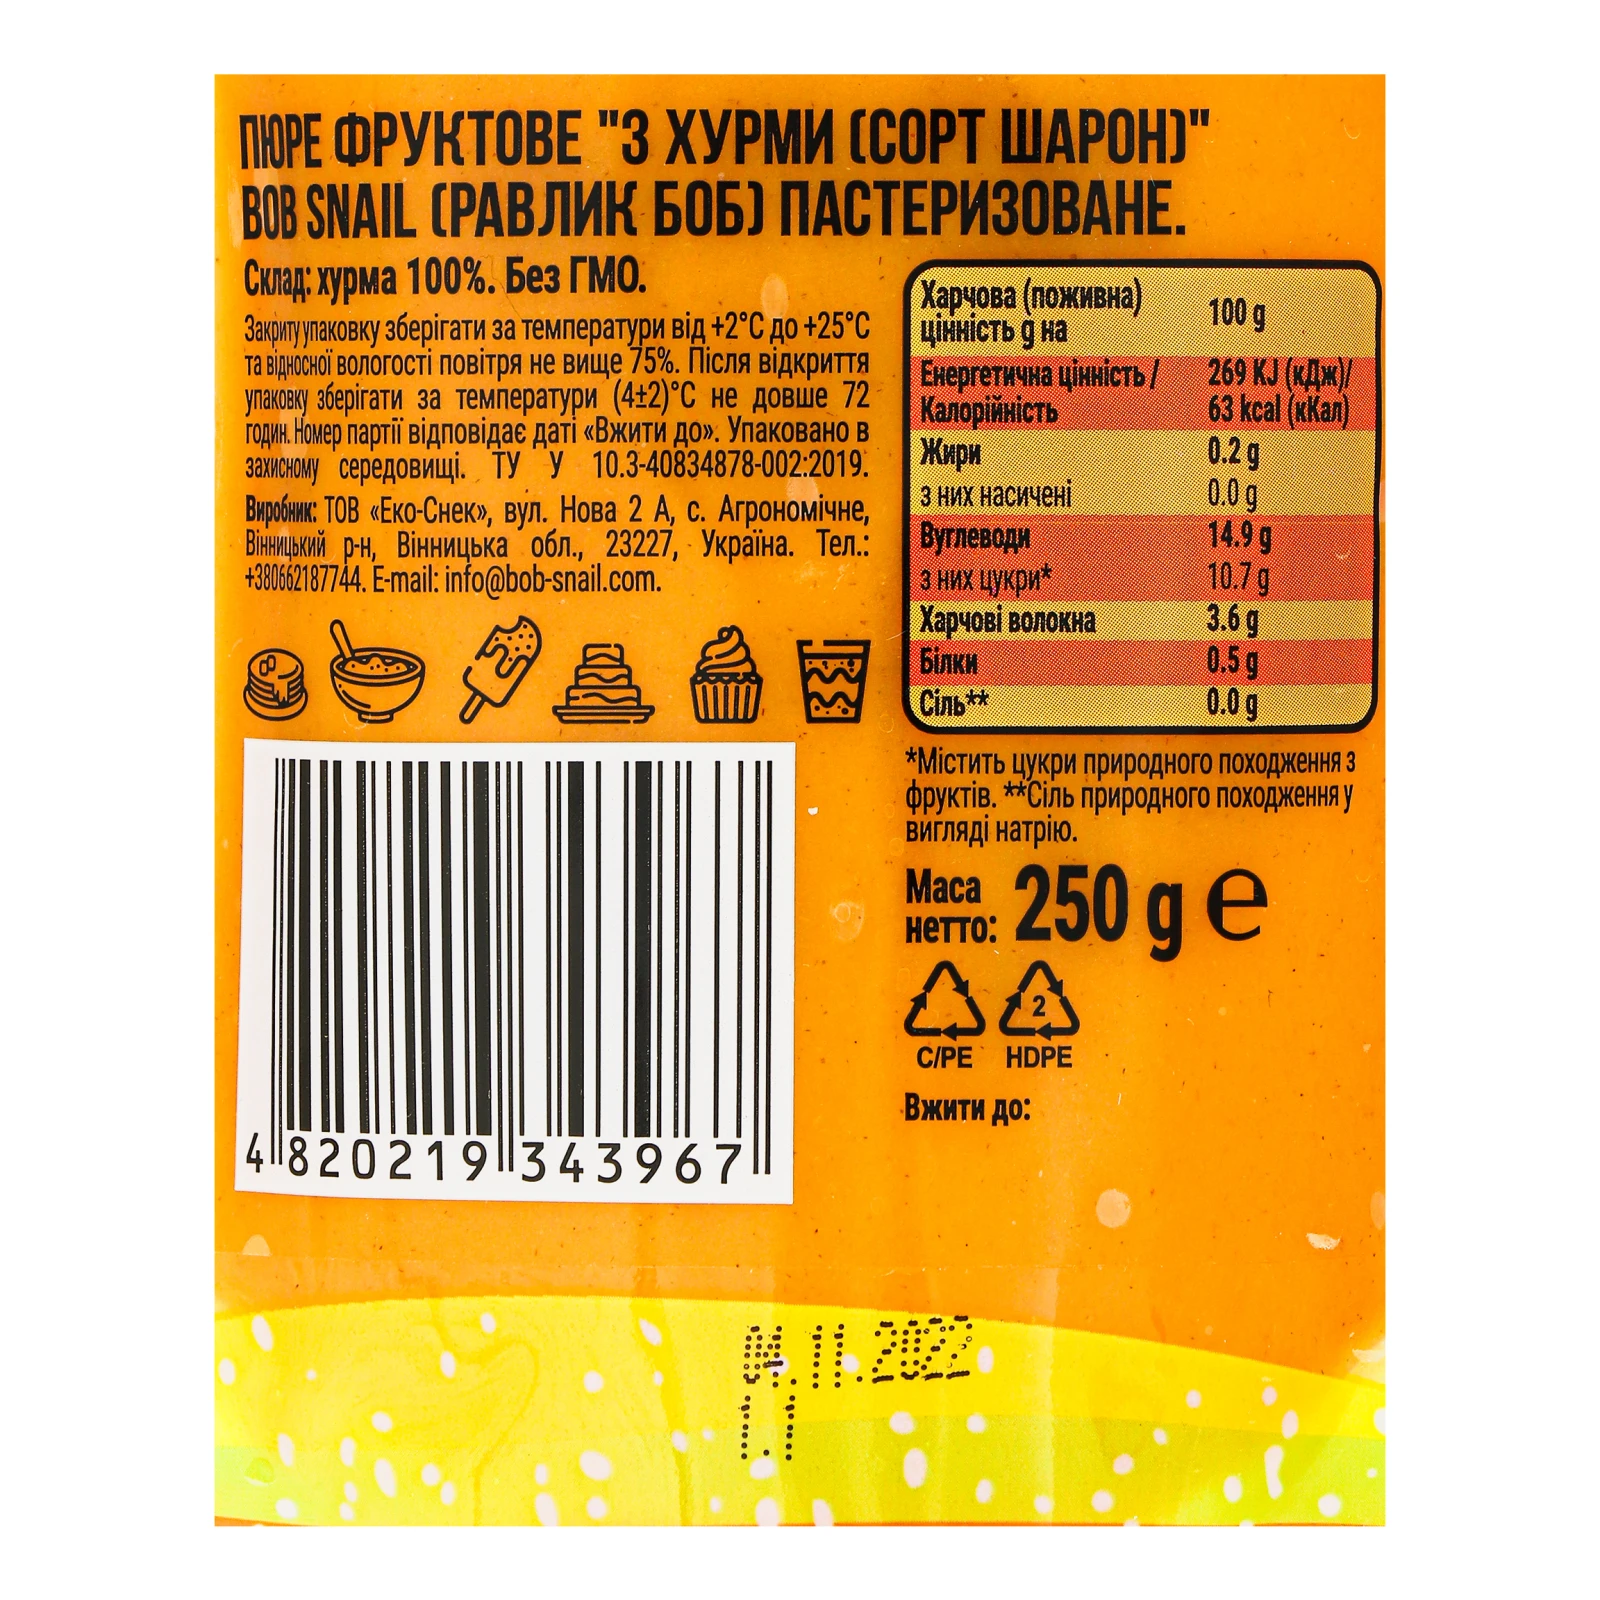 ПЮРЕ ФРУКТОВЕ "З ХУРМИ (СОРТ ШАРОН)"
BOB SNAIL (РАВЛИК БОБ) ПАСТЕРИЗОВАНЕ.
Склад: хурма 100%. Без ГМО.
Закриту упаковку зберігати за температури від +2°С до +25°С
та відносної вологості повітря не вище 75%. Після відкриття
упаковку зберігати за температури (4±2)°С не довше 72
годин. Номер партії відповідає даті «Вжити до». Упаковано в
захисному середовищі. ТУ У 10.3-40834878-002:2019.
Виробник: ТОВ «Еко-Снек», вул. Нова 2 А, с. Агрономічне,
Вінницький р-н, Вінницька обл., 23227, Україна. Тел.:
+380662187744. E-mail: info@bob-snail.com.
Харчова (поживна)
цінність g на 100 g
Енергетична цінність / 269 KJ (кДж)/
Калорійність 63 kcal (кКал)
Жири 0.2 g
з них насичені 0.0 g
Вуглеводи 14.9 g
з них цукри* 10.7 g
Харчові волокна 3.6 g
Білки 0.5 g
Сіль** 0.0 g
*Містить цукри природного походження з
фруктів. **Сіль природного походження у
вигляді натрію.
Маса
нетто: 250 g e
2
C/PE HDPE
Вжити до:
4 820219 343967
04.11.2022
1.1